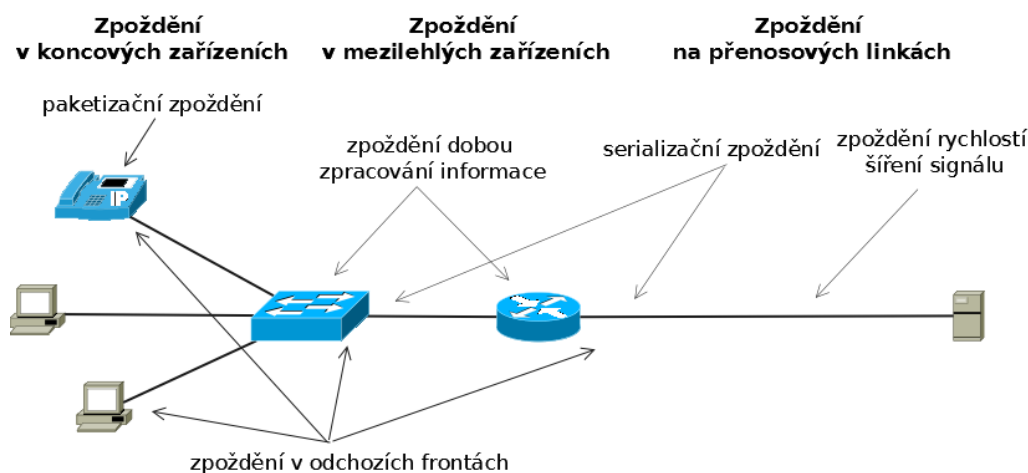 Zpoždění
v koncových zařízeních
Zpoždění
v mezilehlých zařízeních
Zpoždění
na přenosových linkách
paketizační zpoždění
zpoždění dobou
zpracování informace
serializační zpoždění
zpoždění rychlostí
šíření signálu
IP
zpoždění v odchozích frontách